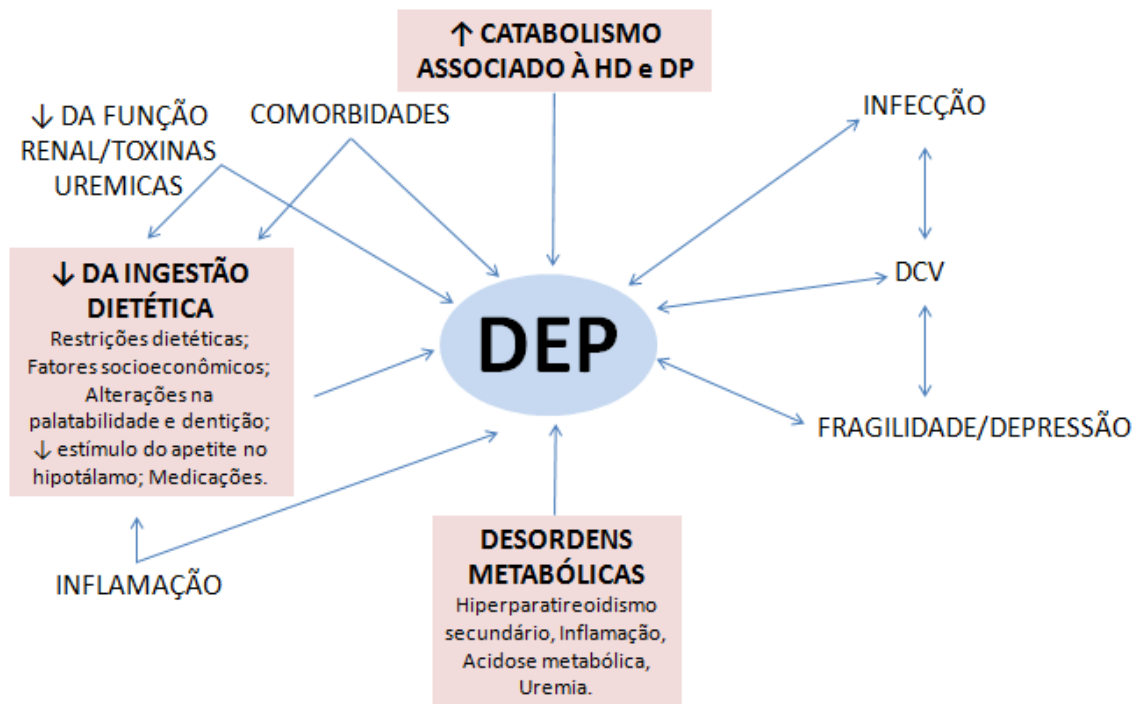 ↑ CATABOLISMO
ASSOCIADO À HD e DP
↓ DA FUNÇÃO
RENAL/TOXINAS
UREMICAS
COMORBIDADES
INFECÇÃO
↓ DA INGESTÃO
DIETÉTICA
Restrições dietéticas;
Fatores socioeconômicos;
Alterações na
palatabilidade e dentição;
↓ estímulo do apetite no
hipotálamo; Medicações.
DEP
DCV
FRAGILIDADE/DEPRESSÃO
INFLAMAÇÃO
DESORDENS
METABÓLICAS
Hiperparatireoidismo
secundário, Inflamação,
Acidose metabólica,
Uremia.